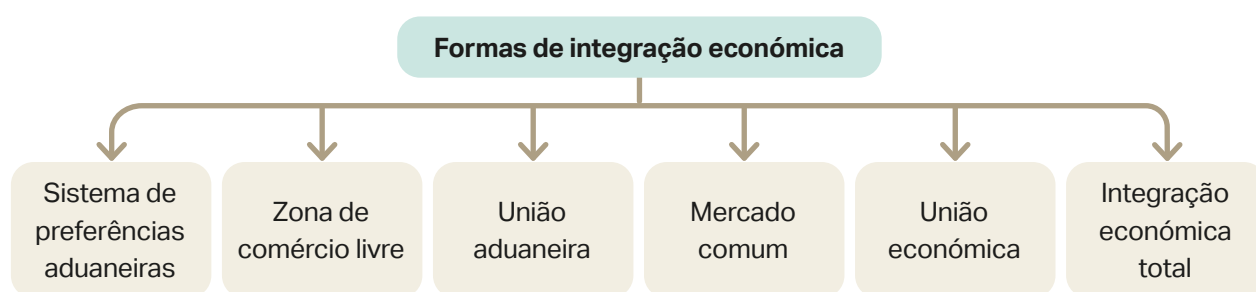 Formas de integração económica
Sistema de
preferências
aduaneiras
Zona de
comércio livre
União
aduaneira
Mercado
comum
União
económica
Integração
económica
total